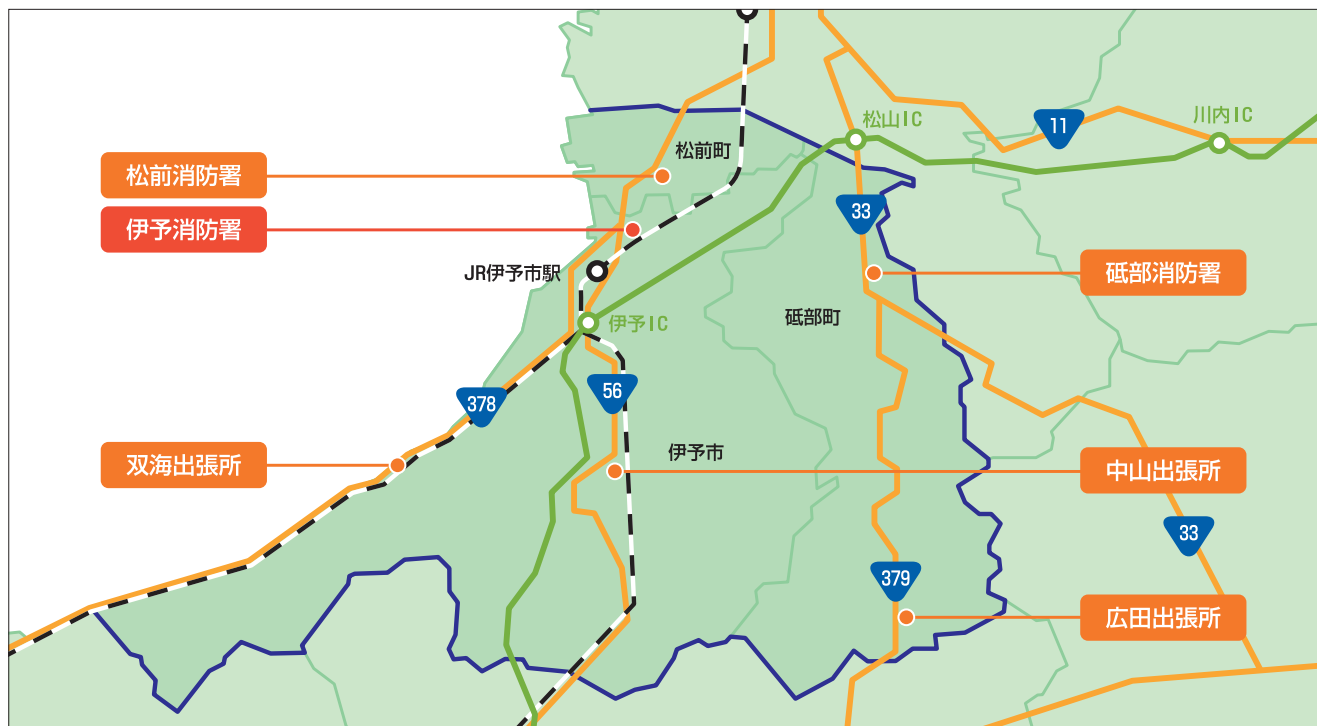 松山IC
川内IC
11
松前町
松前消防署
伊予消防署
33
JR伊予市駅
砥部消防署
伊予IC
砥部町
378
56
伊予市
双海出張所
中山出張所
33
379
広田出張所